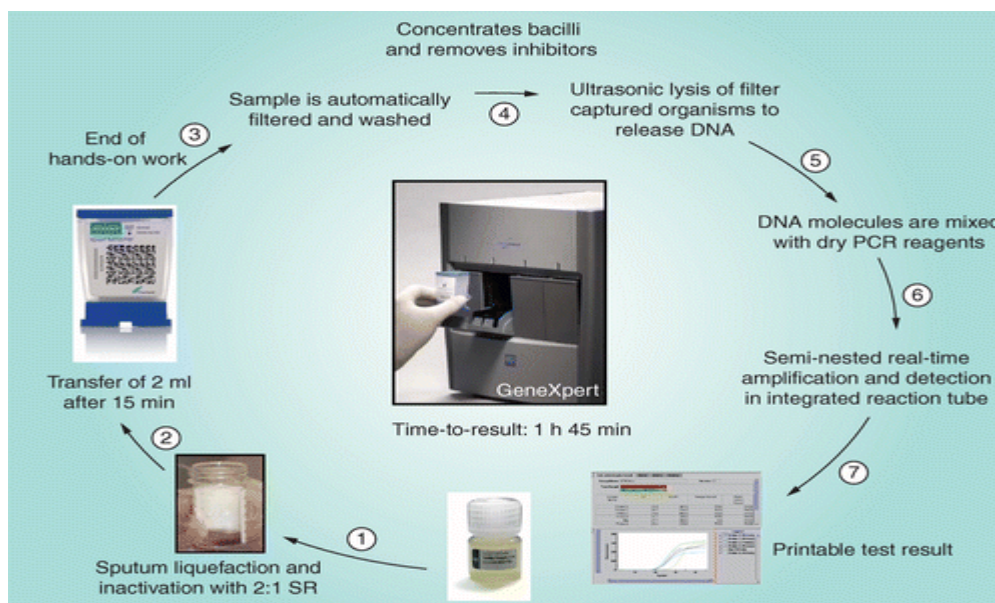 Concentrates bacilli
and removes inhibitors
Sample is automatically
filtered and washed
4
Ultrasonic lysis of filter
captured organisms to
release DNA
3
End of
hands-on work
5
DNA molecules are mixed
with dry PCR reagents
6
GeneXpert
Time-to-result: 1 h 45 min
Semi-nested real-time
amplification and detection
in integrated reaction tube
Transfer of 2 ml
after 15 min
2
7
1
Sputum liquefaction and
inactivation with 2:1 SR
Printable test result